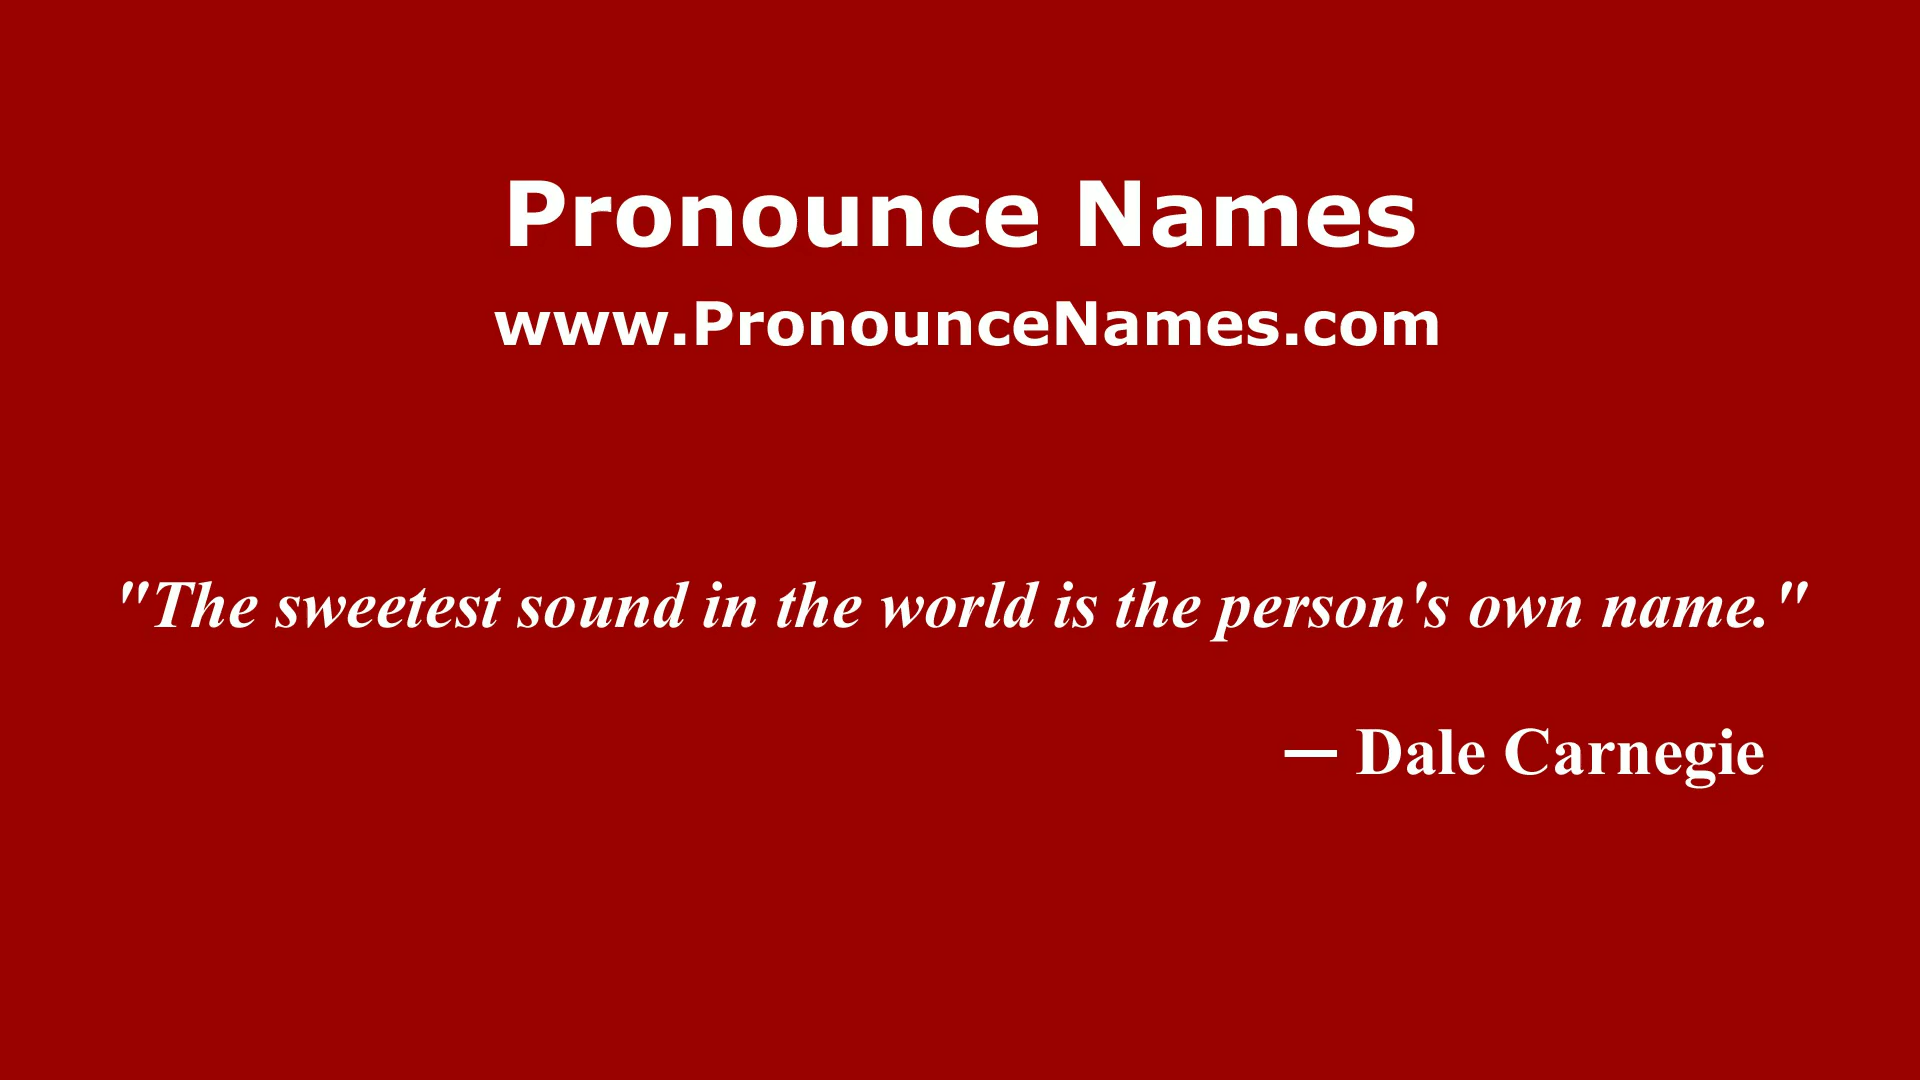 Pronounce Names
www.PronounceNames.com
"The sweetest sound in the world is the person's own name."
— Dale Carnegie